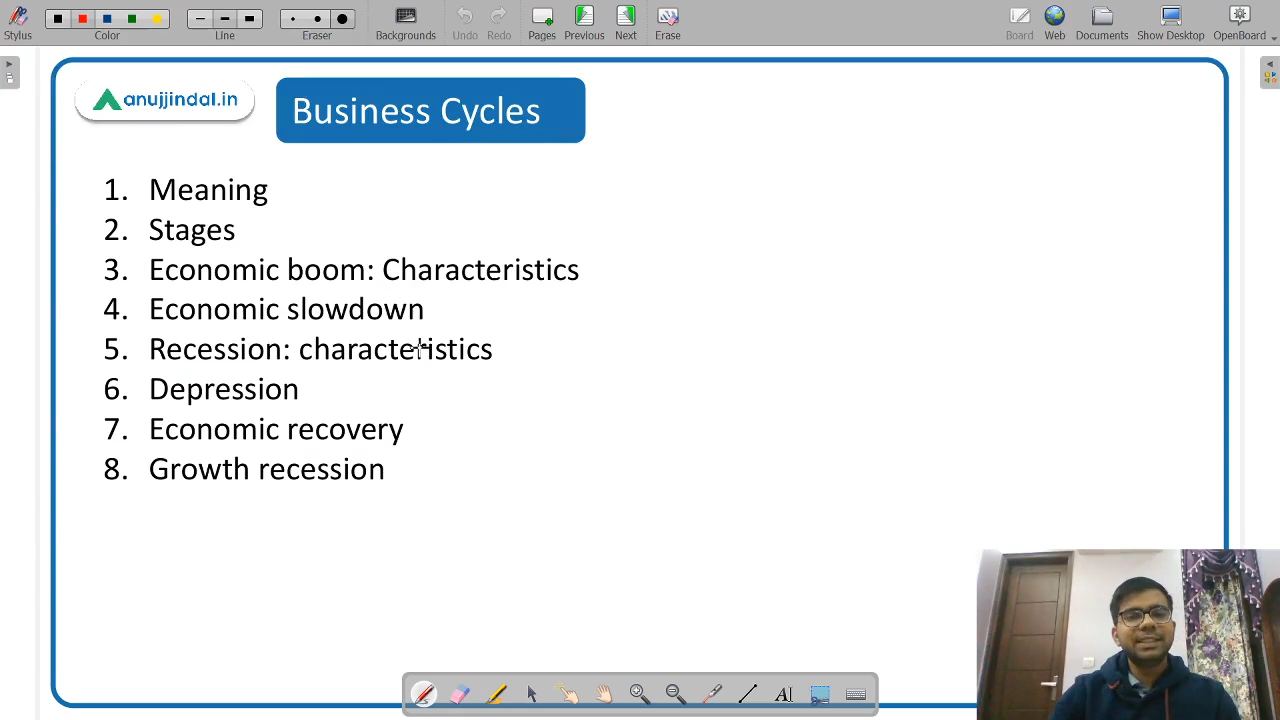 Stylus
Color
Line
Eraser
Backgrounds
Undo
Redo
Pages
Previous
Next
Erase
Board
Web
Documents
Show Desktop
OpenBoard
anujjindal.in
Business Cycles
1. Meaning
2. Stages
3. Economic boom: Characteristics
4. Economic slowdown
5. Recession: characteristics
6. Depression
7. Economic recovery
8. Growth recession
AI